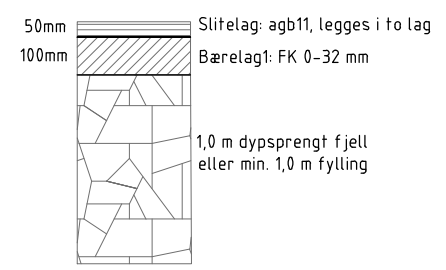 50mm Slitelag: agb11, legges i to lag
100mm Bærelag1: FK 0-32 mm
1,0 m dypsprengt fjell
eller min. 1,0 m fylling